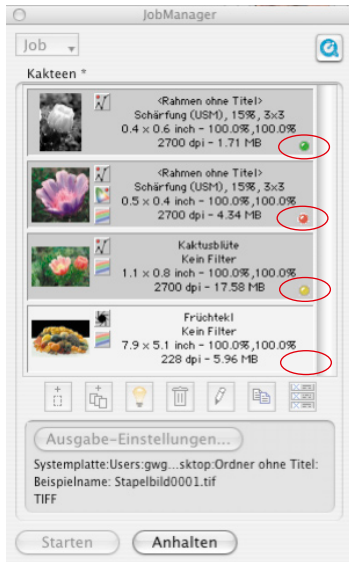 JobManager
Job
Kakteen *
<Rahmen ohne Titel>
Schärfung (USM), 15%, 3x3
0.4 x 0.6 inch - 100.0%,100.0%
2700 dpi - 1.71 MB
<Rahmen ohne Titel>
Schärfung (USM), 15%, 3x3
0.5 x 0.4 inch - 100.0%,100.0%
2700 dpi - 4.34 MB
Kaktusblüte
Kein Filter
1.1 x 0.8 inch - 100.0%,100.0%
2700 dpi - 17.58 MB
Früchtekl
Kein Filter
7.9 x 5.1 inch - 100.0%,100.0%
228 dpi - 5.96 MB
Ausgabe-Einstellungen...
Systemplatte:Users:gwg...sktop:Ordner ohne Titel:
Beispielname: Stapelbild0001.tif
TIFF
Starten
Anhalten